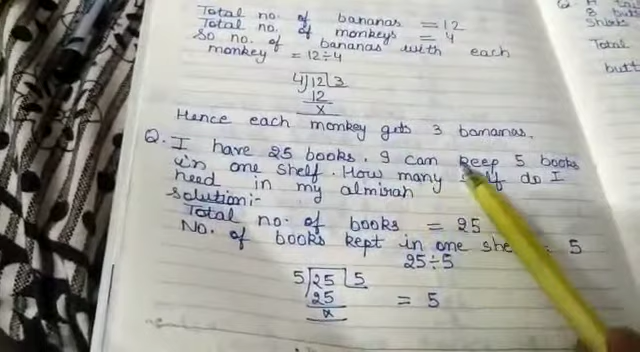 Total no. of bananas = 12
Total no. of monkeys = 4
So no. of bananas with each
monkey = 12÷4
4)12(3
12
x
Hence each monkey gets 3 bananas.
Q. I have 25 books. I can keep 5 books
in one shelf. How many do I
need in my almirah
Solution:-
Total no. of books = 25
No. of books kept in one = 5
25÷5
5)25(5
25 = 5
x
Q.
Total